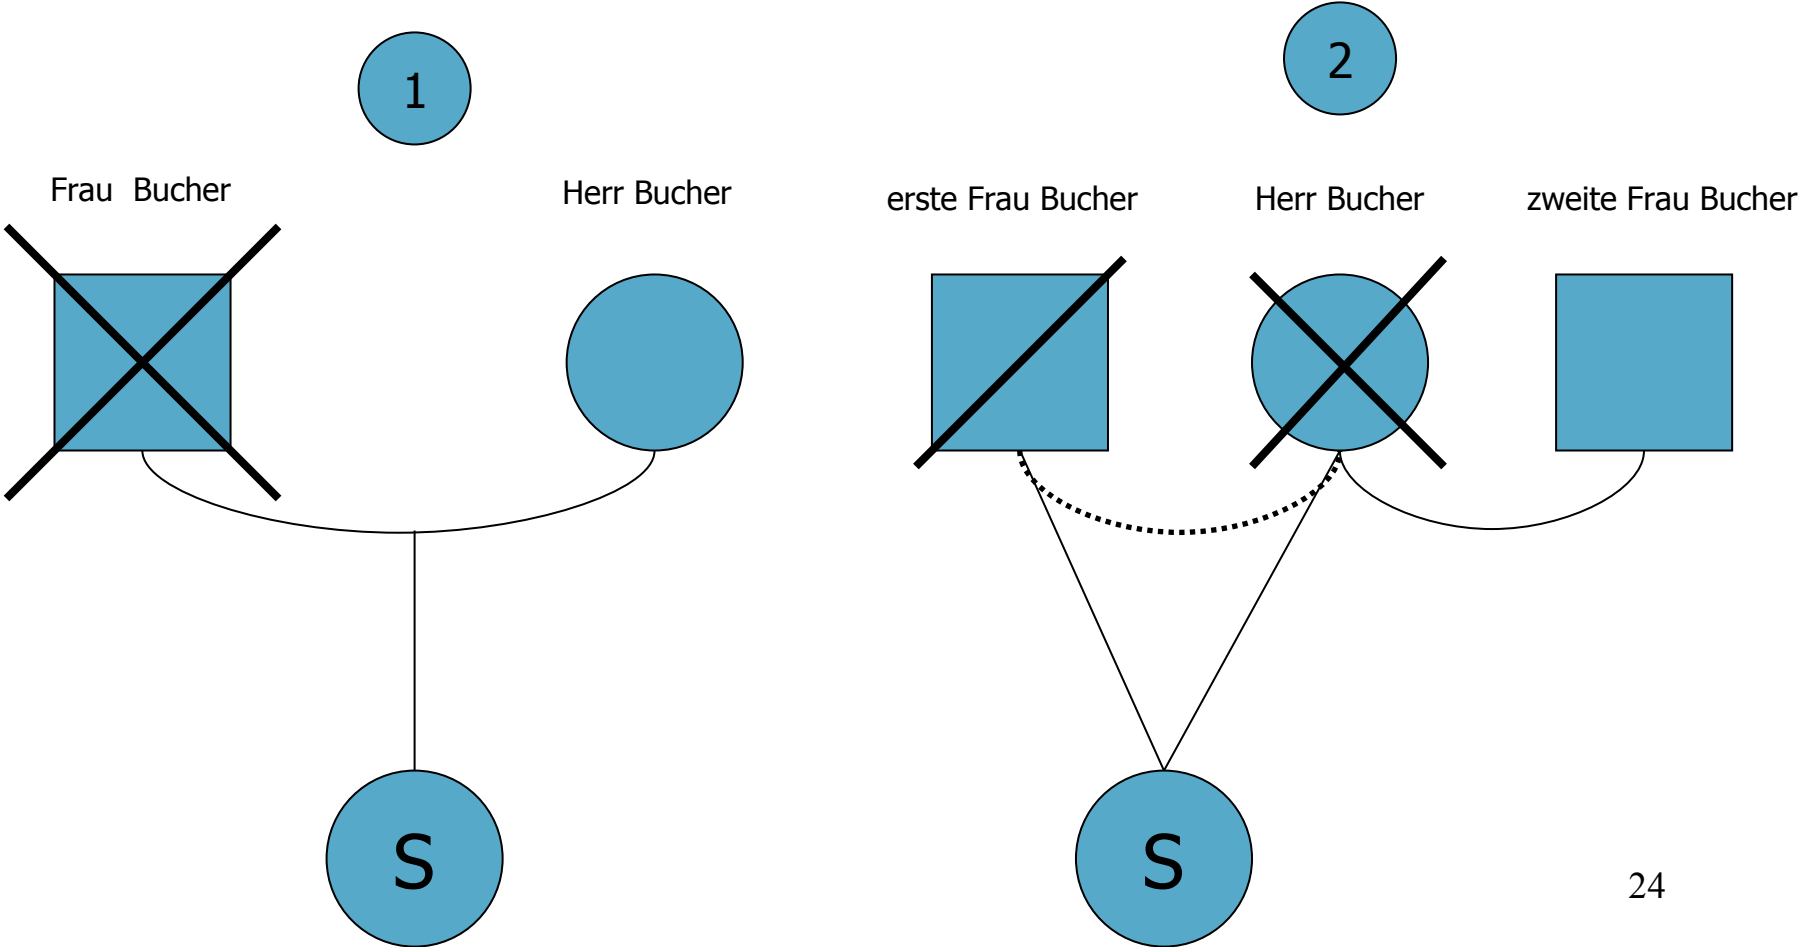 1
2
Frau  Bucher
Herr Bucher
erste Frau Bucher
Herr Bucher
zweite Frau Bucher
S
S
24